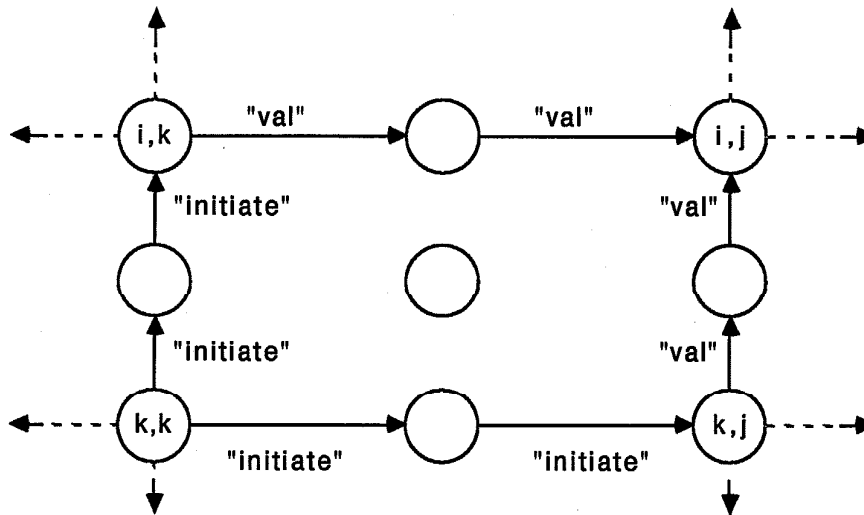 "val" "val"
i,k i,j
"initiate" "val"
"initiate" "val"
k,k k,j
"initiate" "initiate"